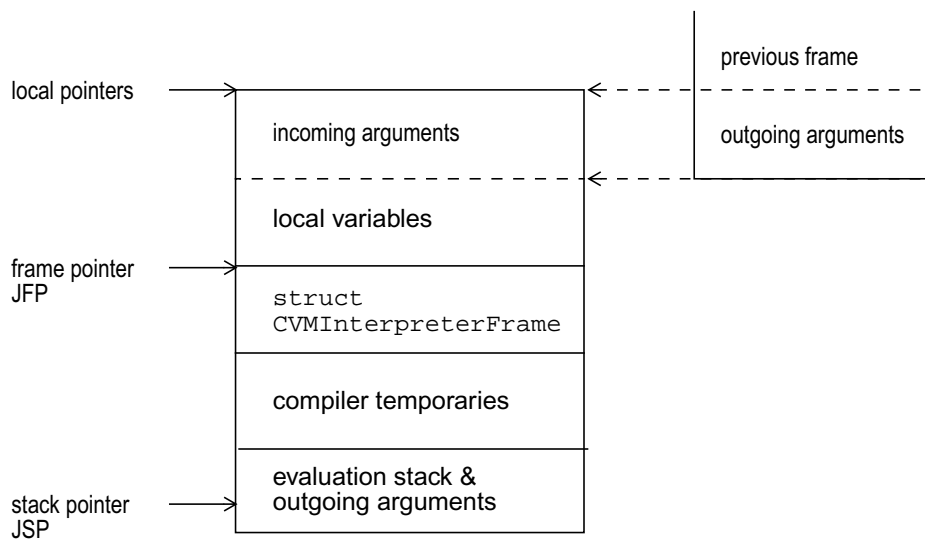 previous frame
local pointers
incoming arguments
outgoing arguments
local variables
frame pointer
JFP
struct
CVMInterpreterFrame
compiler temporaries
evaluation stack &
outgoing arguments
stack pointer
JSP